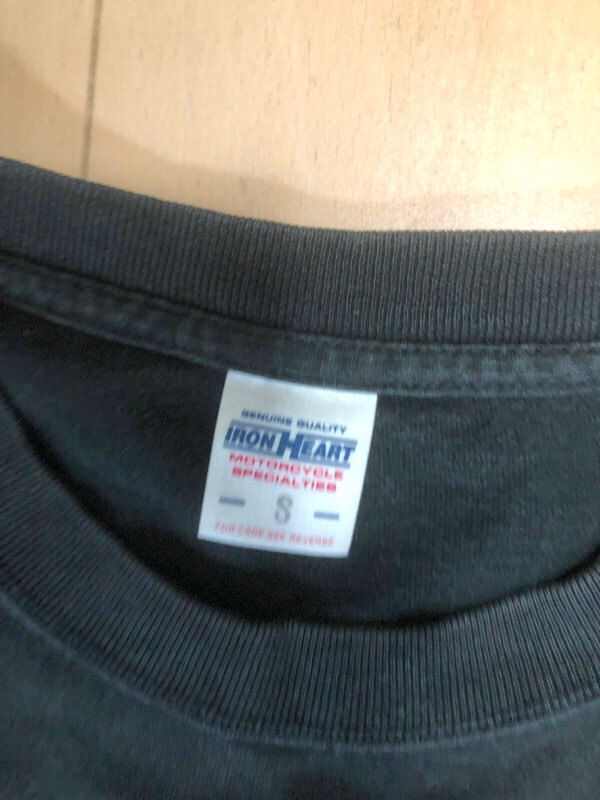 GENUINE QUALITY
IRON HEART
MOTORCYCLE
SPECIALTIES
— S —
FOR CARE SEE REVERSE